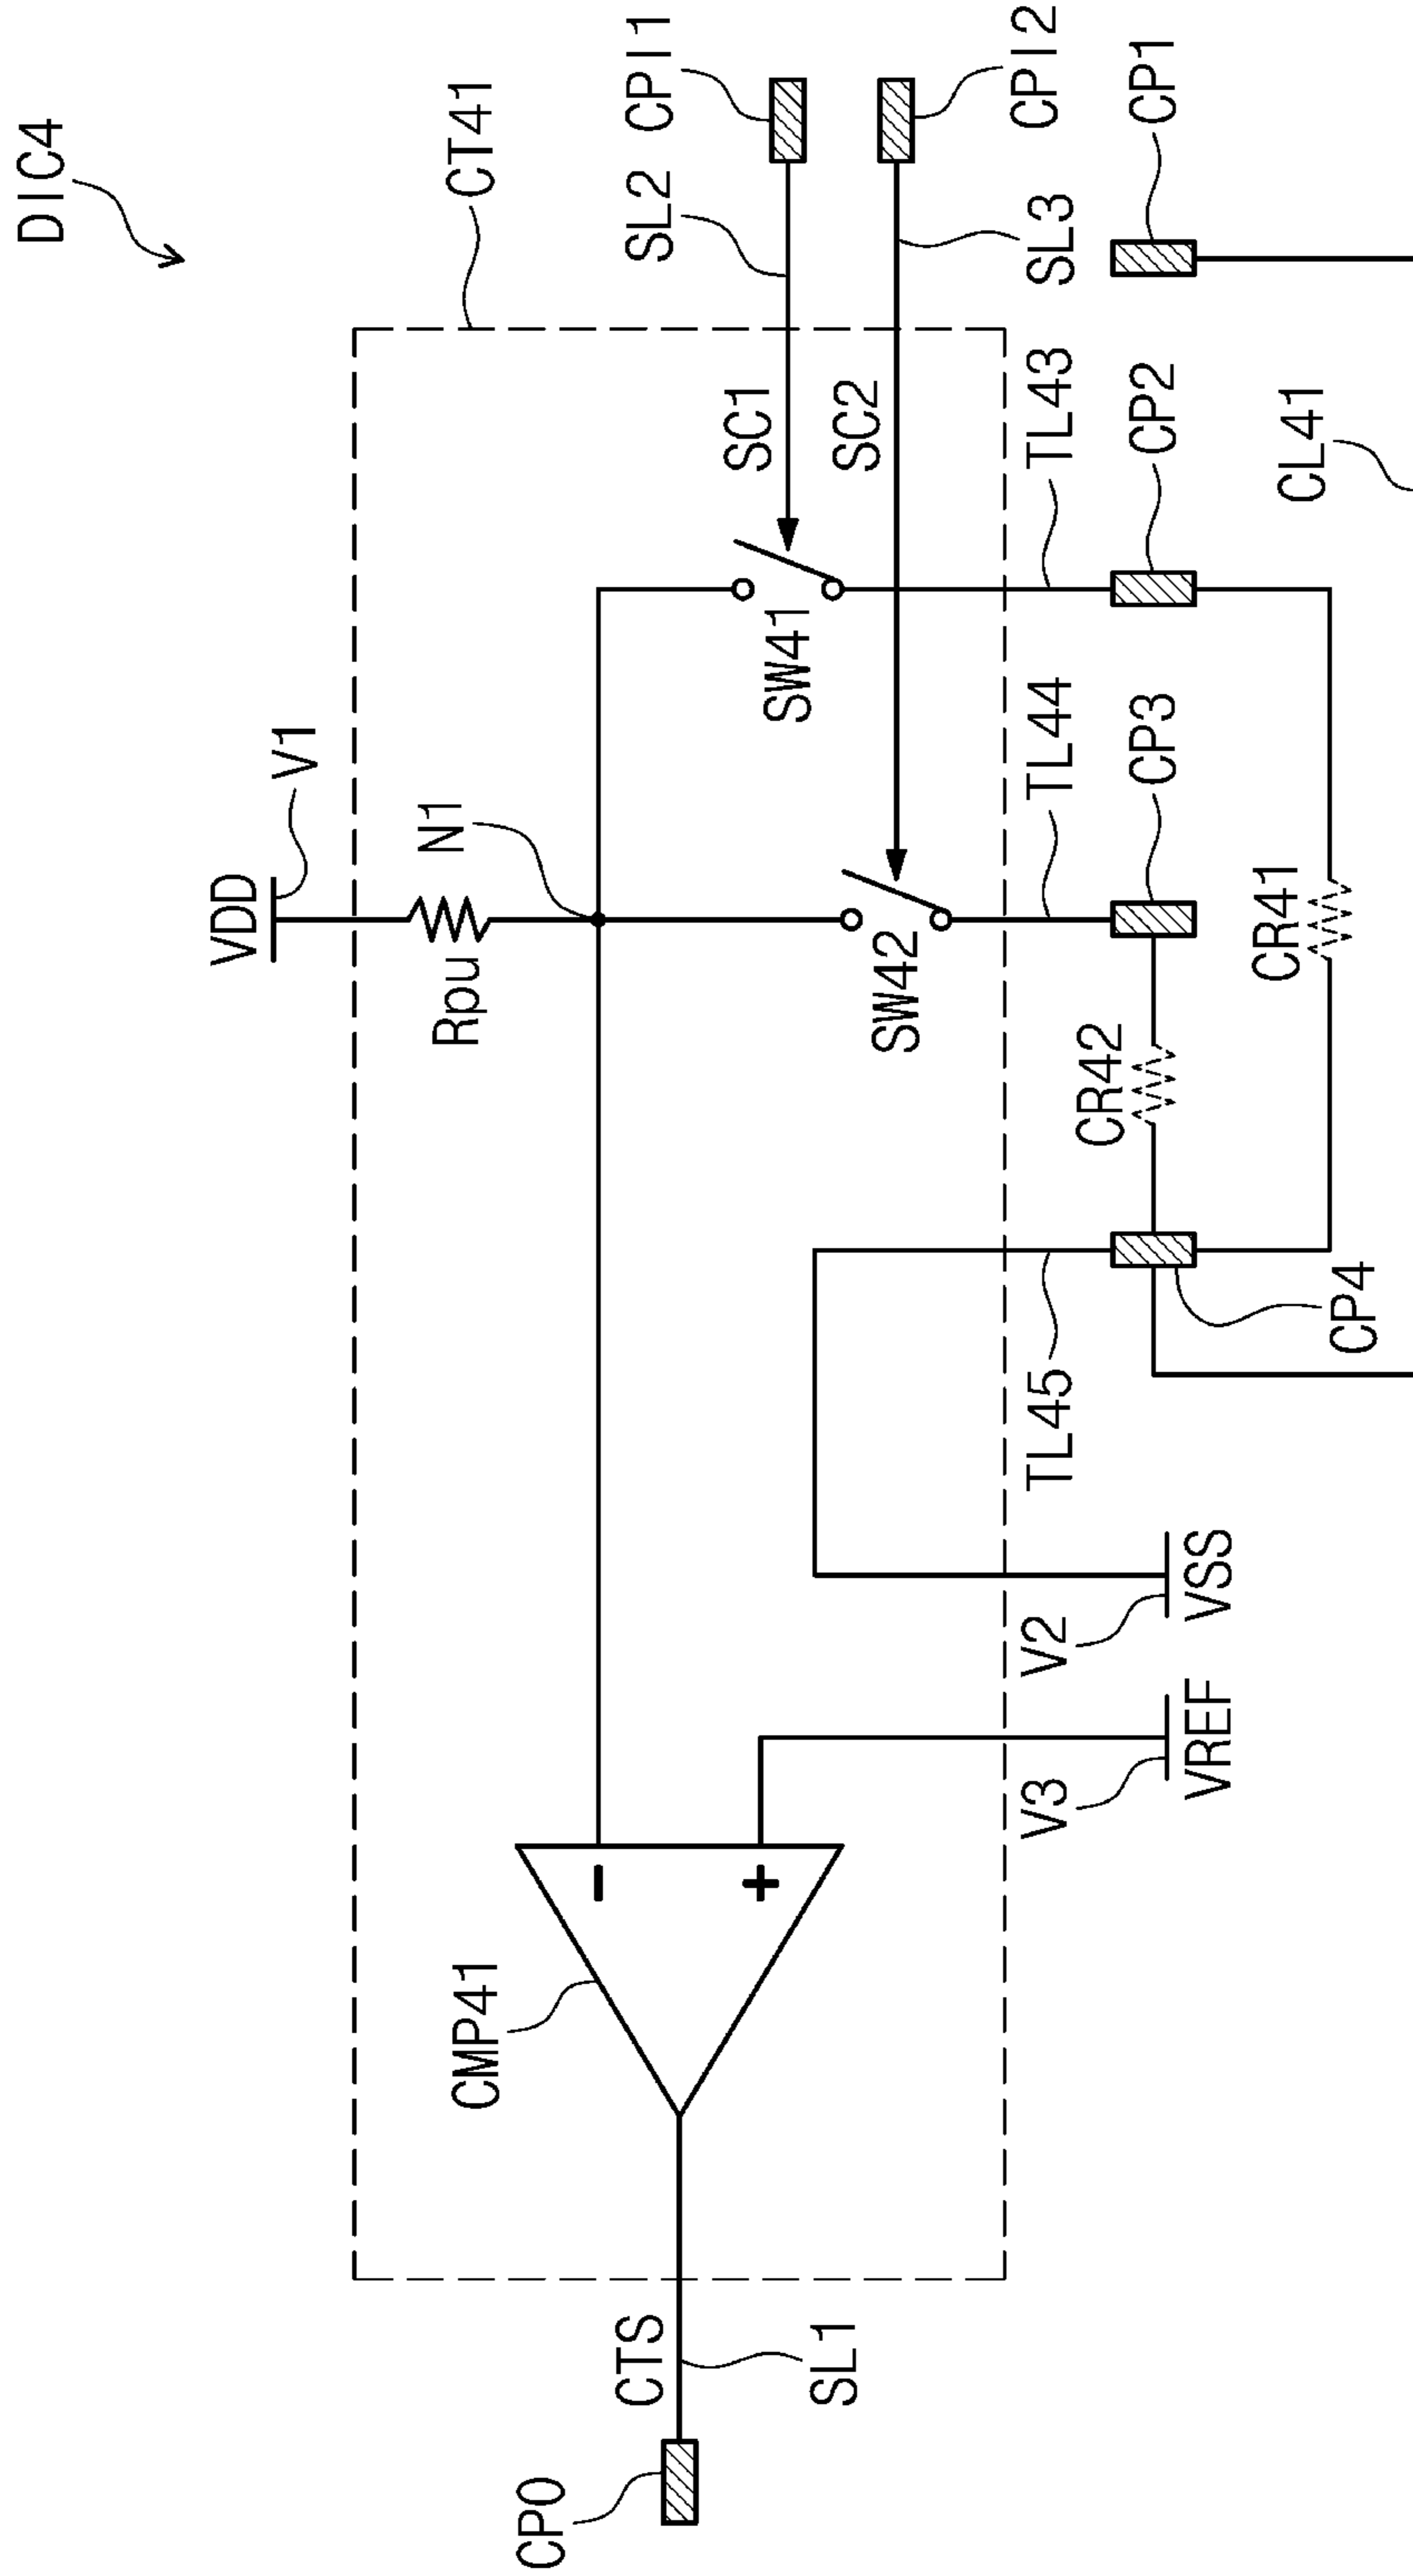 DIC4
CT41
VDD
V1
Rpu
N1
CPI1
SL2
SC1
SW41
CPI2
SL3
SC2
SW42
CMP41
-
+
CTS
SL1
CPO
V3
VREF
V2
VSS
TL45
TL44
TL43
CP4
CP3
CP2
CP1
CR42
CR41
CL41